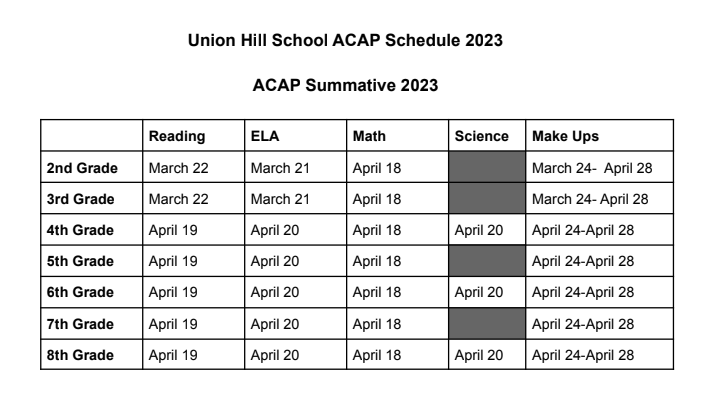 Union Hill School ACAP Schedule 2023
ACAP Summative 2023
Reading ELA Math Science Make Ups
2nd Grade March 22 March 21 April 18 March 24-  April 28
3rd Grade March 22 March 21 April 18 March 24- April 28
4th Grade April 19 April 20 April 18 April 20 April 24-April 28
5th Grade April 19 April 20 April 18 April 24-April 28
6th Grade April 19 April 20 April 18 April 20 April 24-April 28
7th Grade April 19 April 20 April 18 April 24-April 28
8th Grade April 19 April 20 April 18 April 20 April 24-April 28